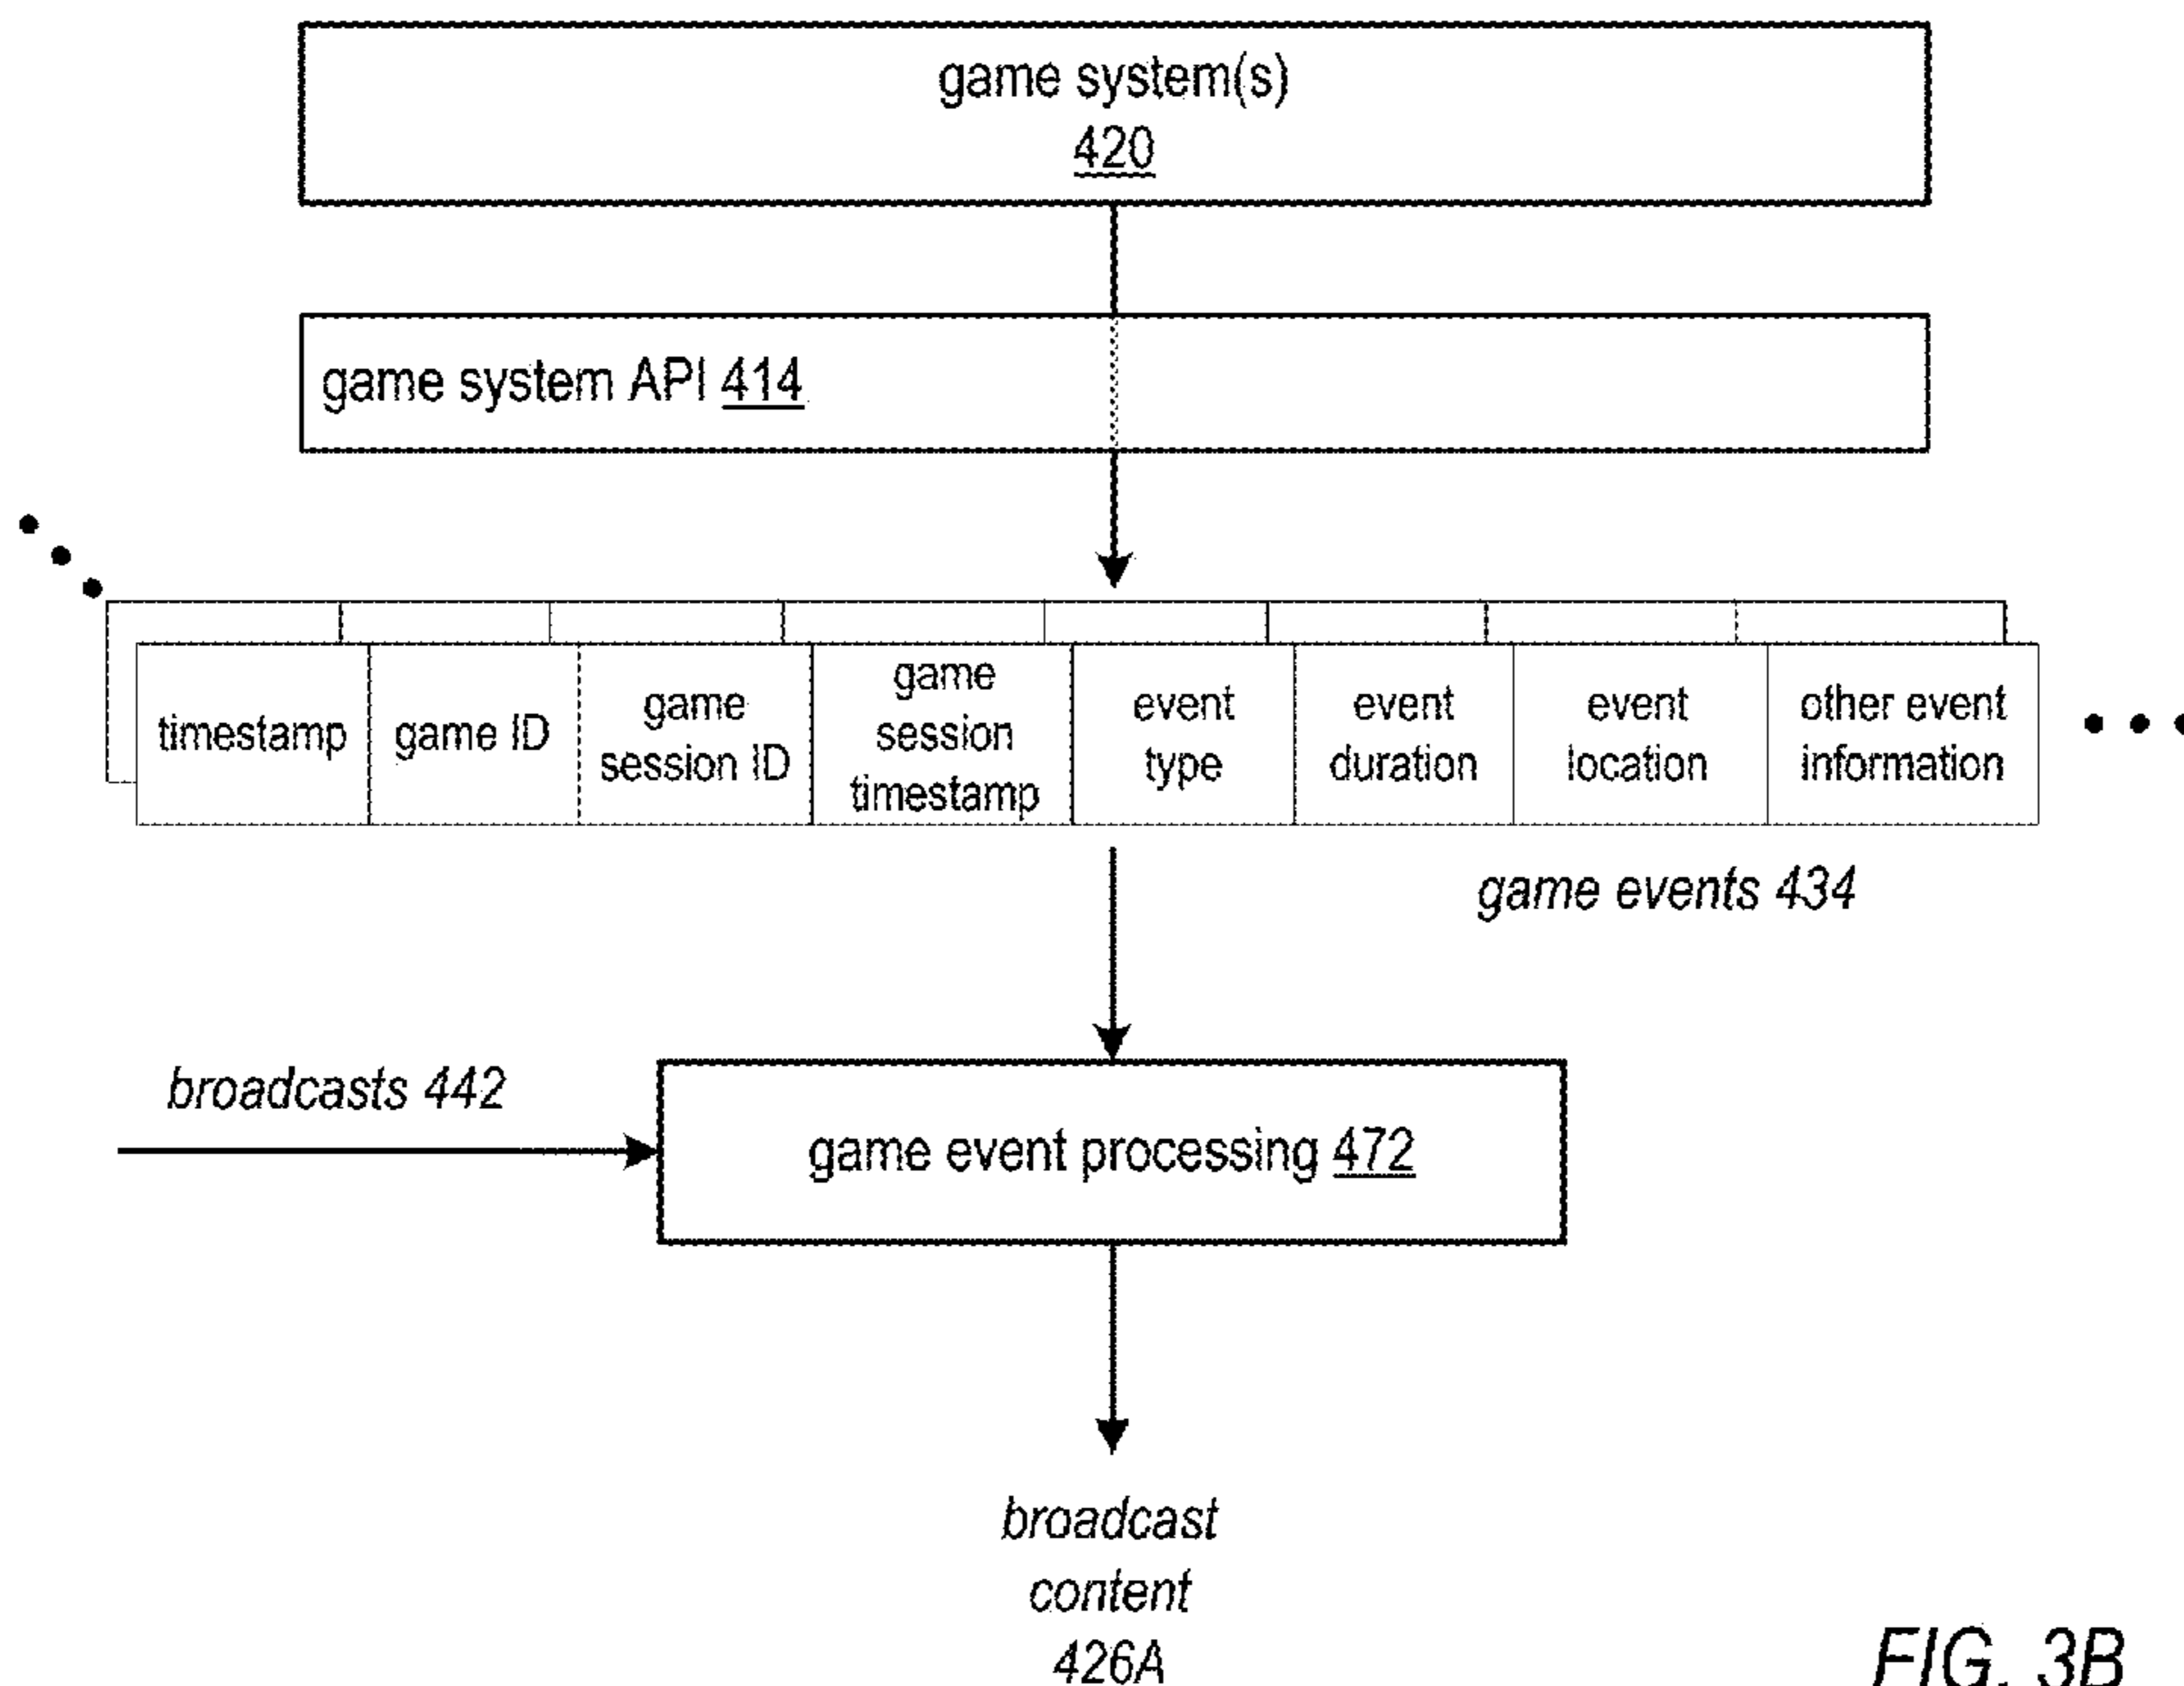 game system(s)
420
game system API 414
timestamp
game ID
game
session ID
game
session
timestamp
event
type
event
duration
event
location
other event
information
game events 434
broadcasts 442
game event processing 472
broadcast
content
426A
FIG. 3B